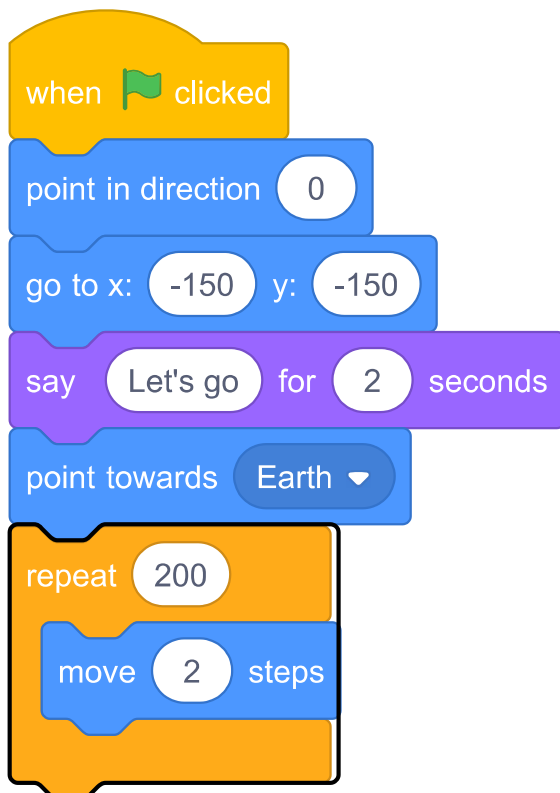 when clicked
point in direction 0
go to x: -150 y: -150
say Let's go for 2 seconds
point towards Earth
repeat 200
move 2 steps